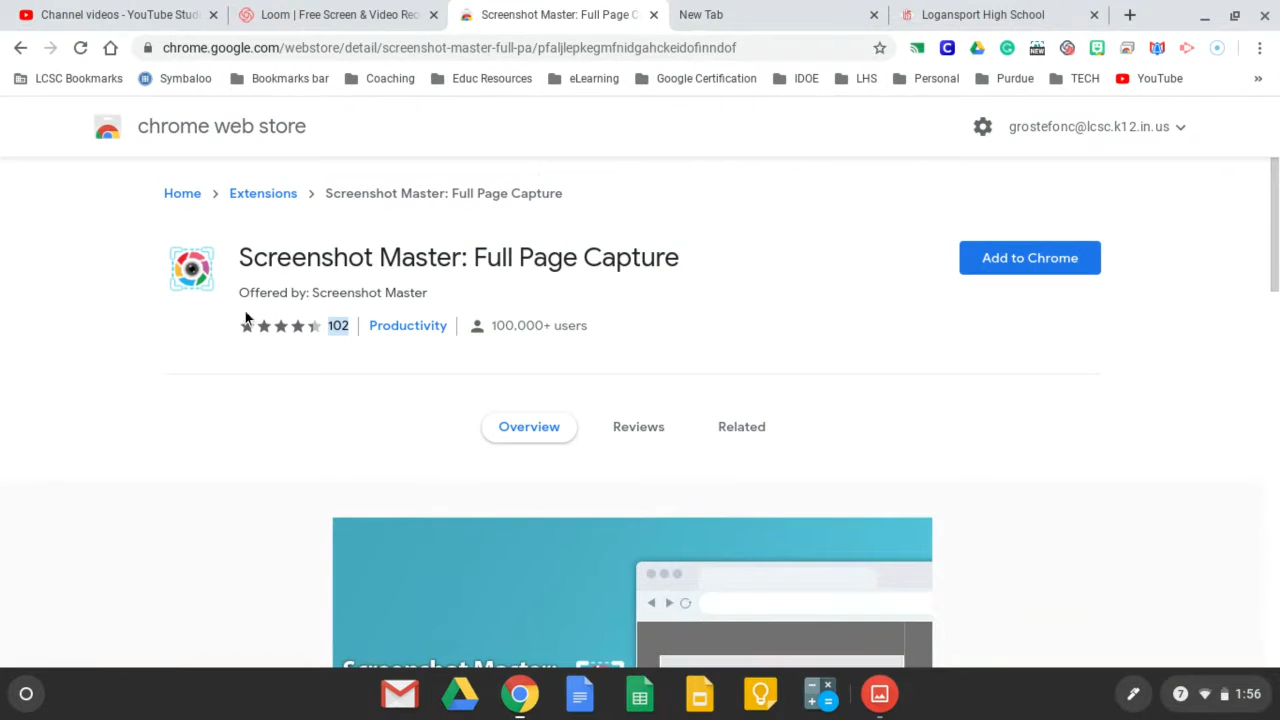 Channel videos - YouTube Studi
Loom | Free Screen & Video Rec
Screenshot Master: Full Page C
New Tab
Logansport High School
chrome.google.com/webstore/detail/screenshot-master-full-pa/pfaljlepkegmfnidgahckeidofinndof
LCSC Bookmarks
Symbaloo
Bookmarks bar
Coaching
Educ Resources
eLearning
Google Certification
IDOE
LHS
Personal
Purdue
TECH
YouTube
chrome web store
grostefonc@lcsc.k12.in.us
Home > Extensions > Screenshot Master: Full Page Capture
Screenshot Master: Full Page Capture
Add to Chrome
Offered by: Screenshot Master
102 | Productivity | 100,000+ users
Overview
Reviews
Related
Screenshot Master:
7
1:56